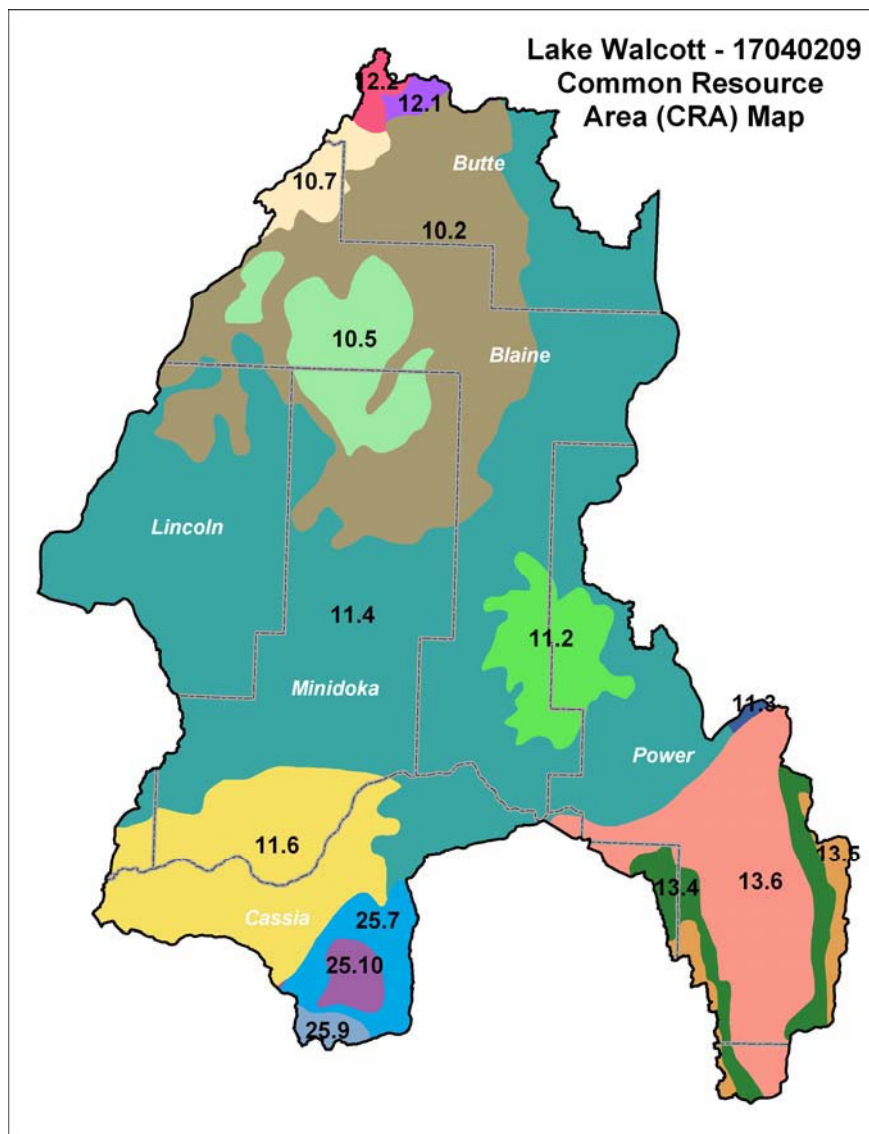 Lake Walcott - 17040209
Common Resource
Area (CRA) Map
12.2
12.1
Butte
10.7
10.2
10.5
Blaine
Lincoln
11.4
11.2
Minidoka
11.3
Power
11.6
13.5
13.4
13.6
Cassia
25.7
25.10
25.9